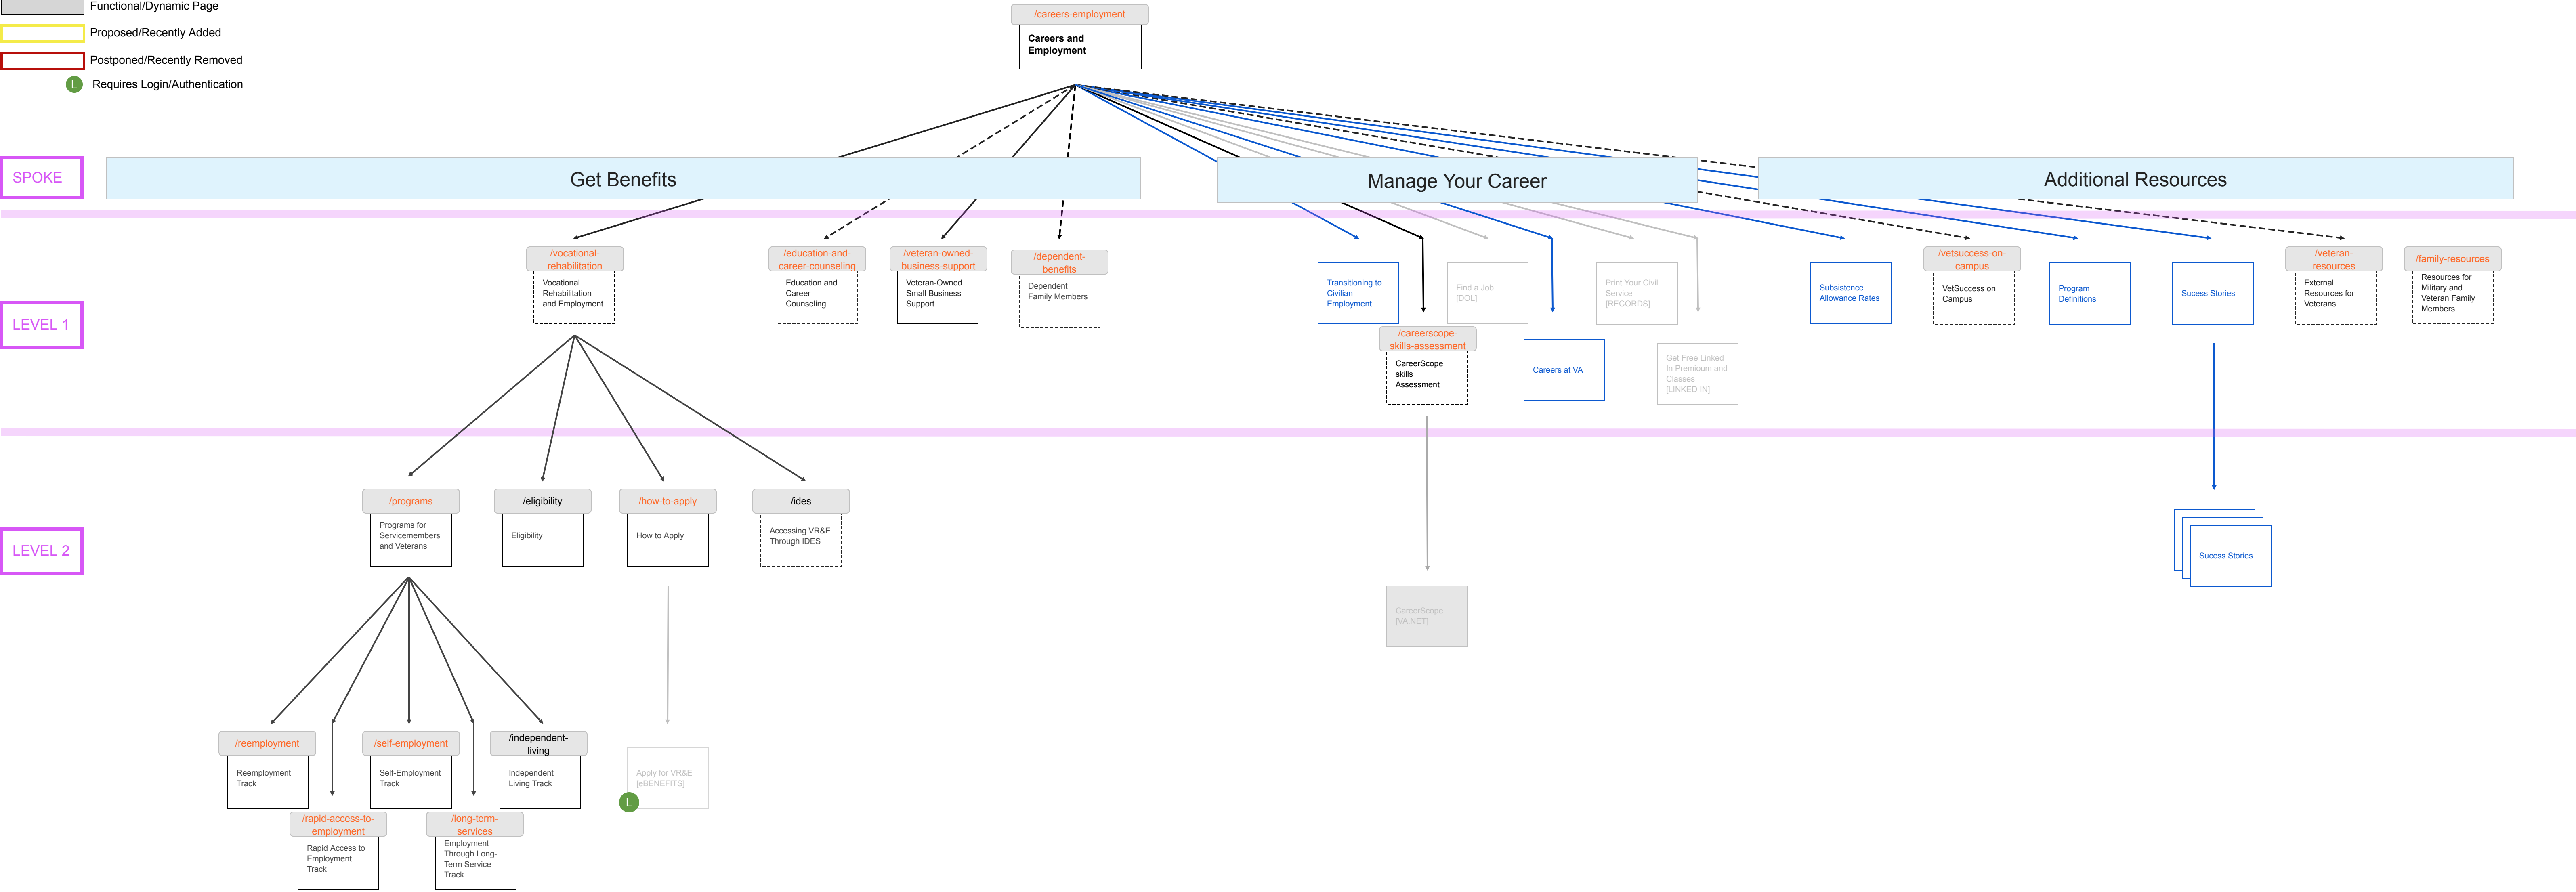 Functional/Dynamic Page
Proposed/Recently Added
Postponed/Recently Removed
L
Requires Login/Authentication
/careers-employment
Careers and
Employment
SPOKE
Get Benefits
Manage Your Career
Additional Resources
LEVEL 1
/vocational-
rehabilitation
Vocational
Rehabilitation
and Employment
/education-and-
career-counseling
Education and
Career
Counseling
/veteran-owned-
business-support
Veteran-Owned
Small Business
Support
/dependent-
benefits
Dependent
Family Members
Transitioning to
Civilian
Employment
/careerscope-
skills-assessment
CareerScope
skills
Assessment
Find a Job
[DOL]
Careers at VA
Print Your Civil
Service
[RECORDS]
Get Free Linked
In Premioum and
Classes
[LINKED IN]
Subsistence
Allowance Rates
/vetsuccess-on-
campus
VetSuccess on
Campus
Program
Definitions
Sucess Stories
/veteran-
resources
External
Resources for
Veterans
/family-resources
Resources for
Military and
Veteran Family
Members
LEVEL 2
/programs
Programs for
Servicemembers
and Veterans
/eligibility
Eligibility
/how-to-apply
How to Apply
/ides
Accessing VR&E
Through IDES
CareerScope
[VA.NET]
Sucess Stories
/reemployment
Reemployment
Track
/self-employment
Self-Employment
Track
/independent-
living
Independent
Living Track
Apply for VR&E
[eBENEFITS]
L
/rapid-access-to-
employment
Rapid Access to
Employment
Track
/long-term-
services
Employment
Through Long-
Term Service
Track